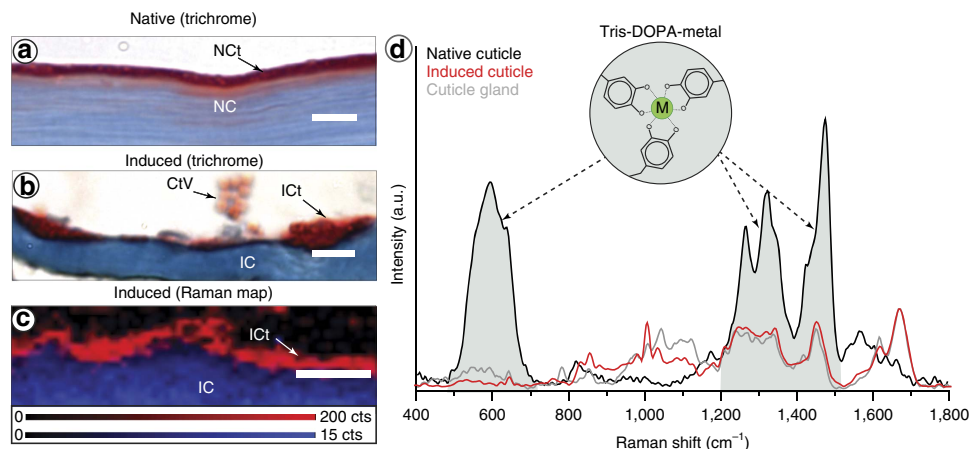 Native (trichrome)
a
NCt
NC
Induced (trichrome)
b
CtV
ICt
IC
Induced (Raman map)
c
ICt
IC
0 200 cts
0 15 cts
d
Native cuticle
Induced cuticle
Cuticle gland
Tris-DOPA-metal
M
O
O
O
O
O
O
Intensity (a.u.)
400 600 800 1,000 1,200 1,400 1,600 1,800
Raman shift (cm⁻¹)